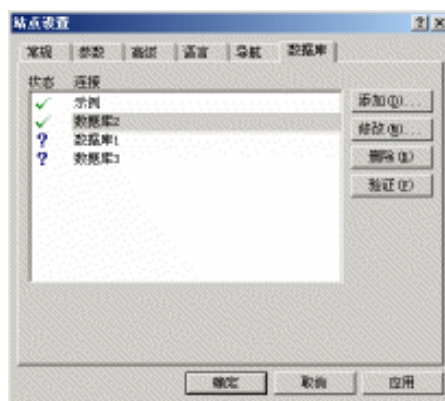 站点设置
常规 参数 高级 语言 导航 数据库
状态 连接
示例
数据库2
数据库1
数据库3
添加(D)...
修改(M)...
删除(R)
验证(F)
确定 取消 应用